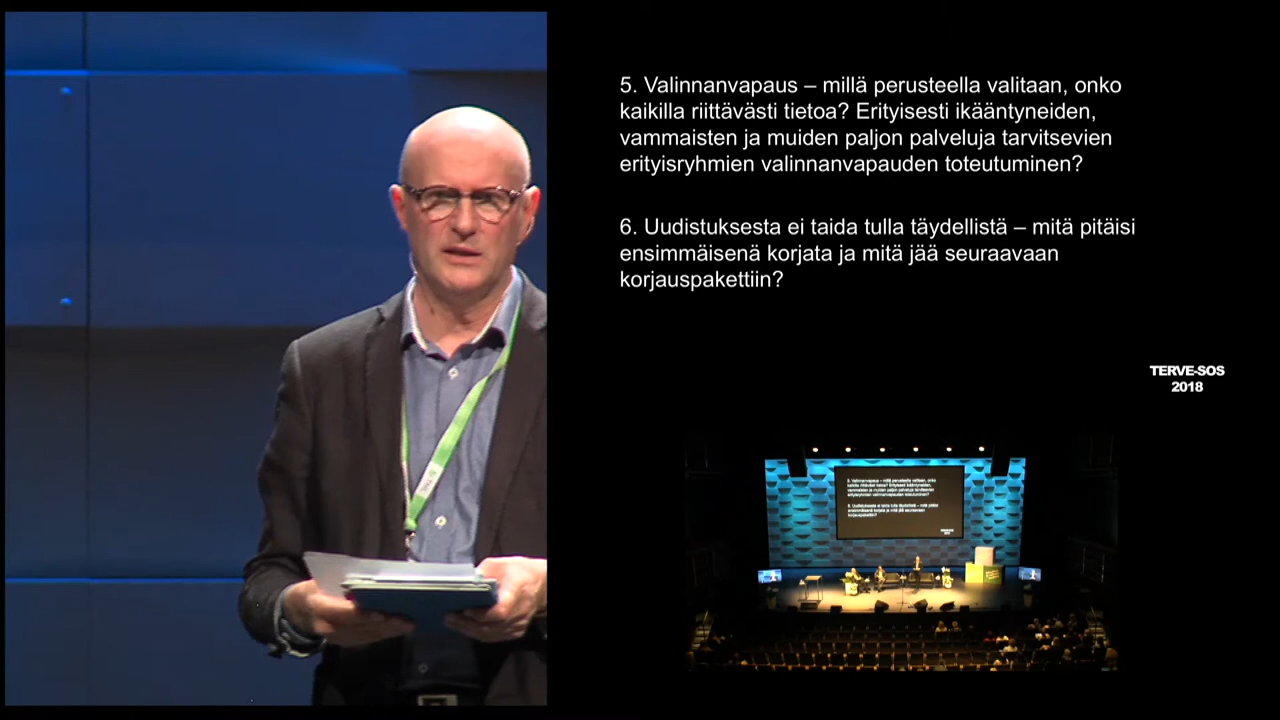 5. Valinnanvapaus – millä perusteella valitaan, onko
kaikilla riittävästi tietoa? Erityisesti ikääntyneiden,
vammaisten ja muiden paljon palveluja tarvitsevien
erityisryhmien valinnanvapauden toteutuminen?
6. Uudistuksesta ei taida tulla täydellistä – mitä pitäisi
ensimmäisenä korjata ja mitä jää seuraavaan
korjauspakettiin?
TERVE-SOS
2018